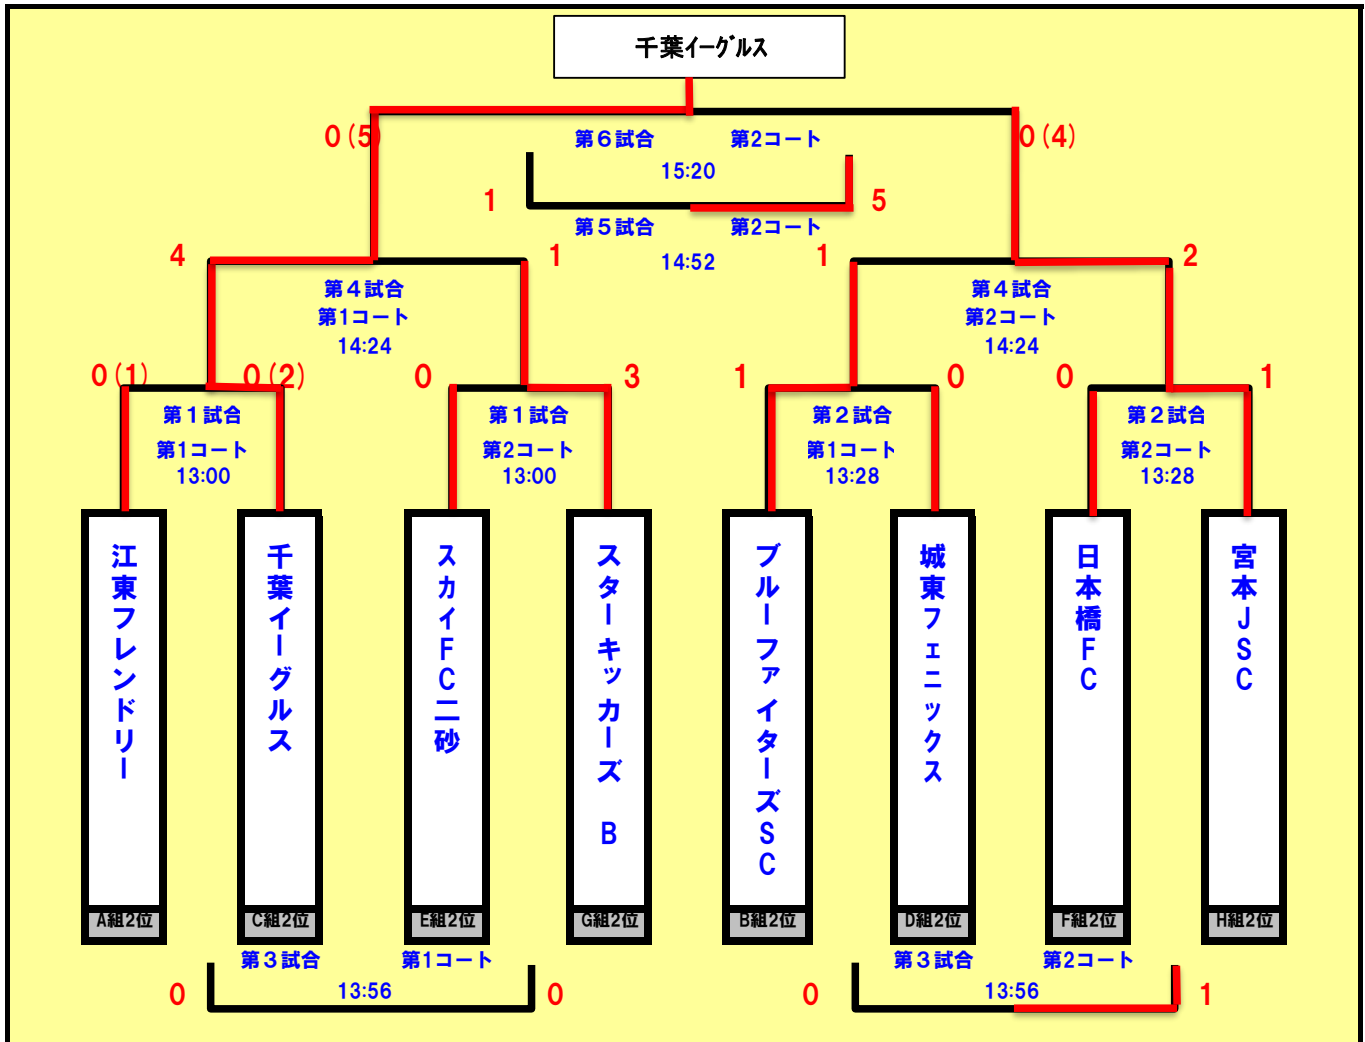 千葉イーグルス
0(5)
0(4)
第6試合 第2コート
15:20
1
5
第5試合 第2コート
14:52
4
1
1
2
第4試合
第1コート
14:24
第4試合
第2コート
14:24
0(1)
0(2)
0
3
1
0
0
1
第1試合
第1コート
13:00
第1試合
第2コート
13:00
第2試合
第1コート
13:28
第2試合
第2コート
13:28
江東フレンドリー
千葉イーグルス
スカイFC二砂
スターキッカーズ B
ブルーファイターズSC
城東フェニックス
日本橋FC
宮本JSC
A組2位
C組2位
E組2位
G組2位
B組2位
D組2位
F組2位
H組2位
第3試合 第1コート
13:56
0
0
第3試合 第2コート
13:56
0
1